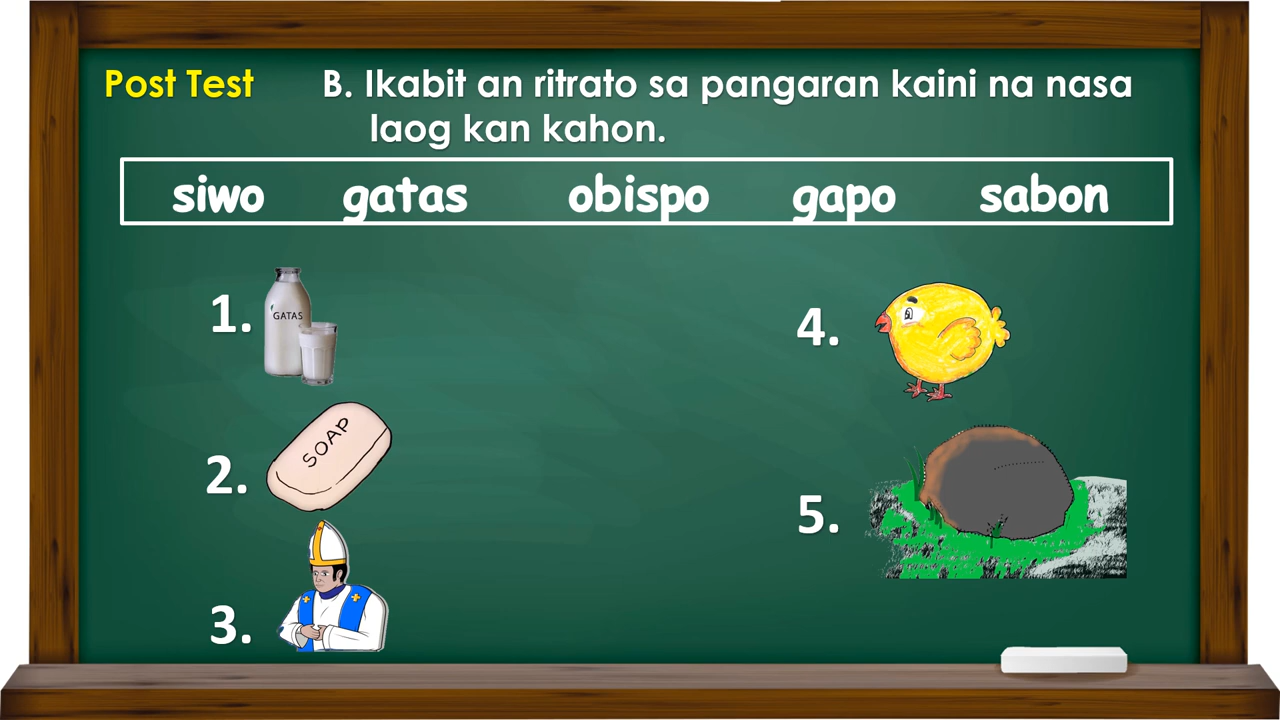 Post Test B. Ikabit an ritrato sa pangaran kaini na nasa
laog kan kahon.
siwo gatas obispo gapo sabon
1.
GATAS
2.
SOAP
3.
4.
5.